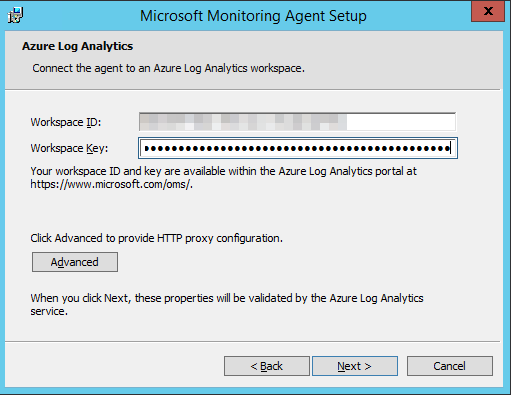 Microsoft Monitoring Agent Setup
x
Azure Log Analytics
Connect the agent to an Azure Log Analytics workspace.
Workspace ID:
Workspace Key:
Your workspace ID and key are available within the Azure Log Analytics portal at
https://www.microsoft.com/oms/.
Click Advanced to provide HTTP proxy configuration.
Advanced
When you click Next, these properties will be validated by the Azure Log Analytics
service.
< Back Next > Cancel